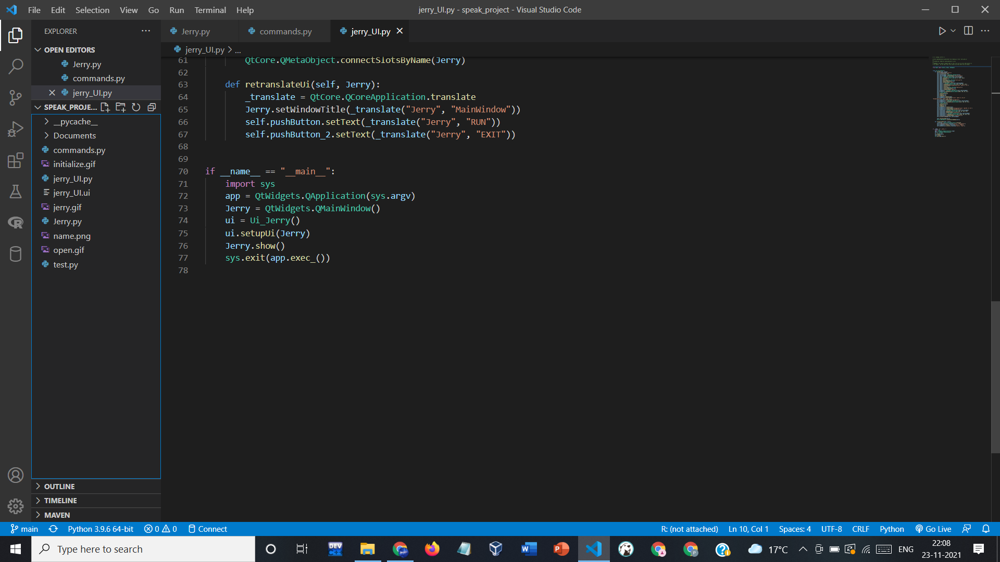 File Edit Selection View Go Run Terminal Help
jerry_UI.py - speak_project - Visual Studio Code
EXPLORER
OPEN EDITORS
Jerry.py
commands.py
jerry_UI.py
SPEAK_PROJE...
__pycache__
Documents
commands.py
initialize.gif
jerry_UI.py
jerry_UI.ui
jerry.gif
Jerry.py
name.png
open.gif
test.py
OUTLINE
TIMELINE
MAVEN
Jerry.py commands.py jerry_UI.py
jerry_UI.py > ...
61 QtCore.QMetaObject.connectSlotsByName(Jerry)
62
63 def retranslateUi(self, Jerry):
64 _translate = QtCore.QCoreApplication.translate
65 Jerry.setWindowTitle(_translate("Jerry", "MainWindow"))
66 self.pushButton.setText(_translate("Jerry", "RUN"))
67 self.pushButton_2.setText(_translate("Jerry", "EXIT"))
68
69
70 if __name__ == "__main__":
71 import sys
72 app = QtWidgets.QApplication(sys.argv)
73 Jerry = QtWidgets.QMainWindow()
74 ui = Ui_Jerry()
75 ui.setupUi(Jerry)
76 Jerry.show()
77 sys.exit(app.exec_())
78
main Python 3.9.6 64-bit 0 0 Connect
R: (not attached) Ln 10, Col 1 Spaces: 4 UTF-8 CRLF Python Go Live
Type here to search
DEV C++
17°C
ENG
22:08
23-11-2021